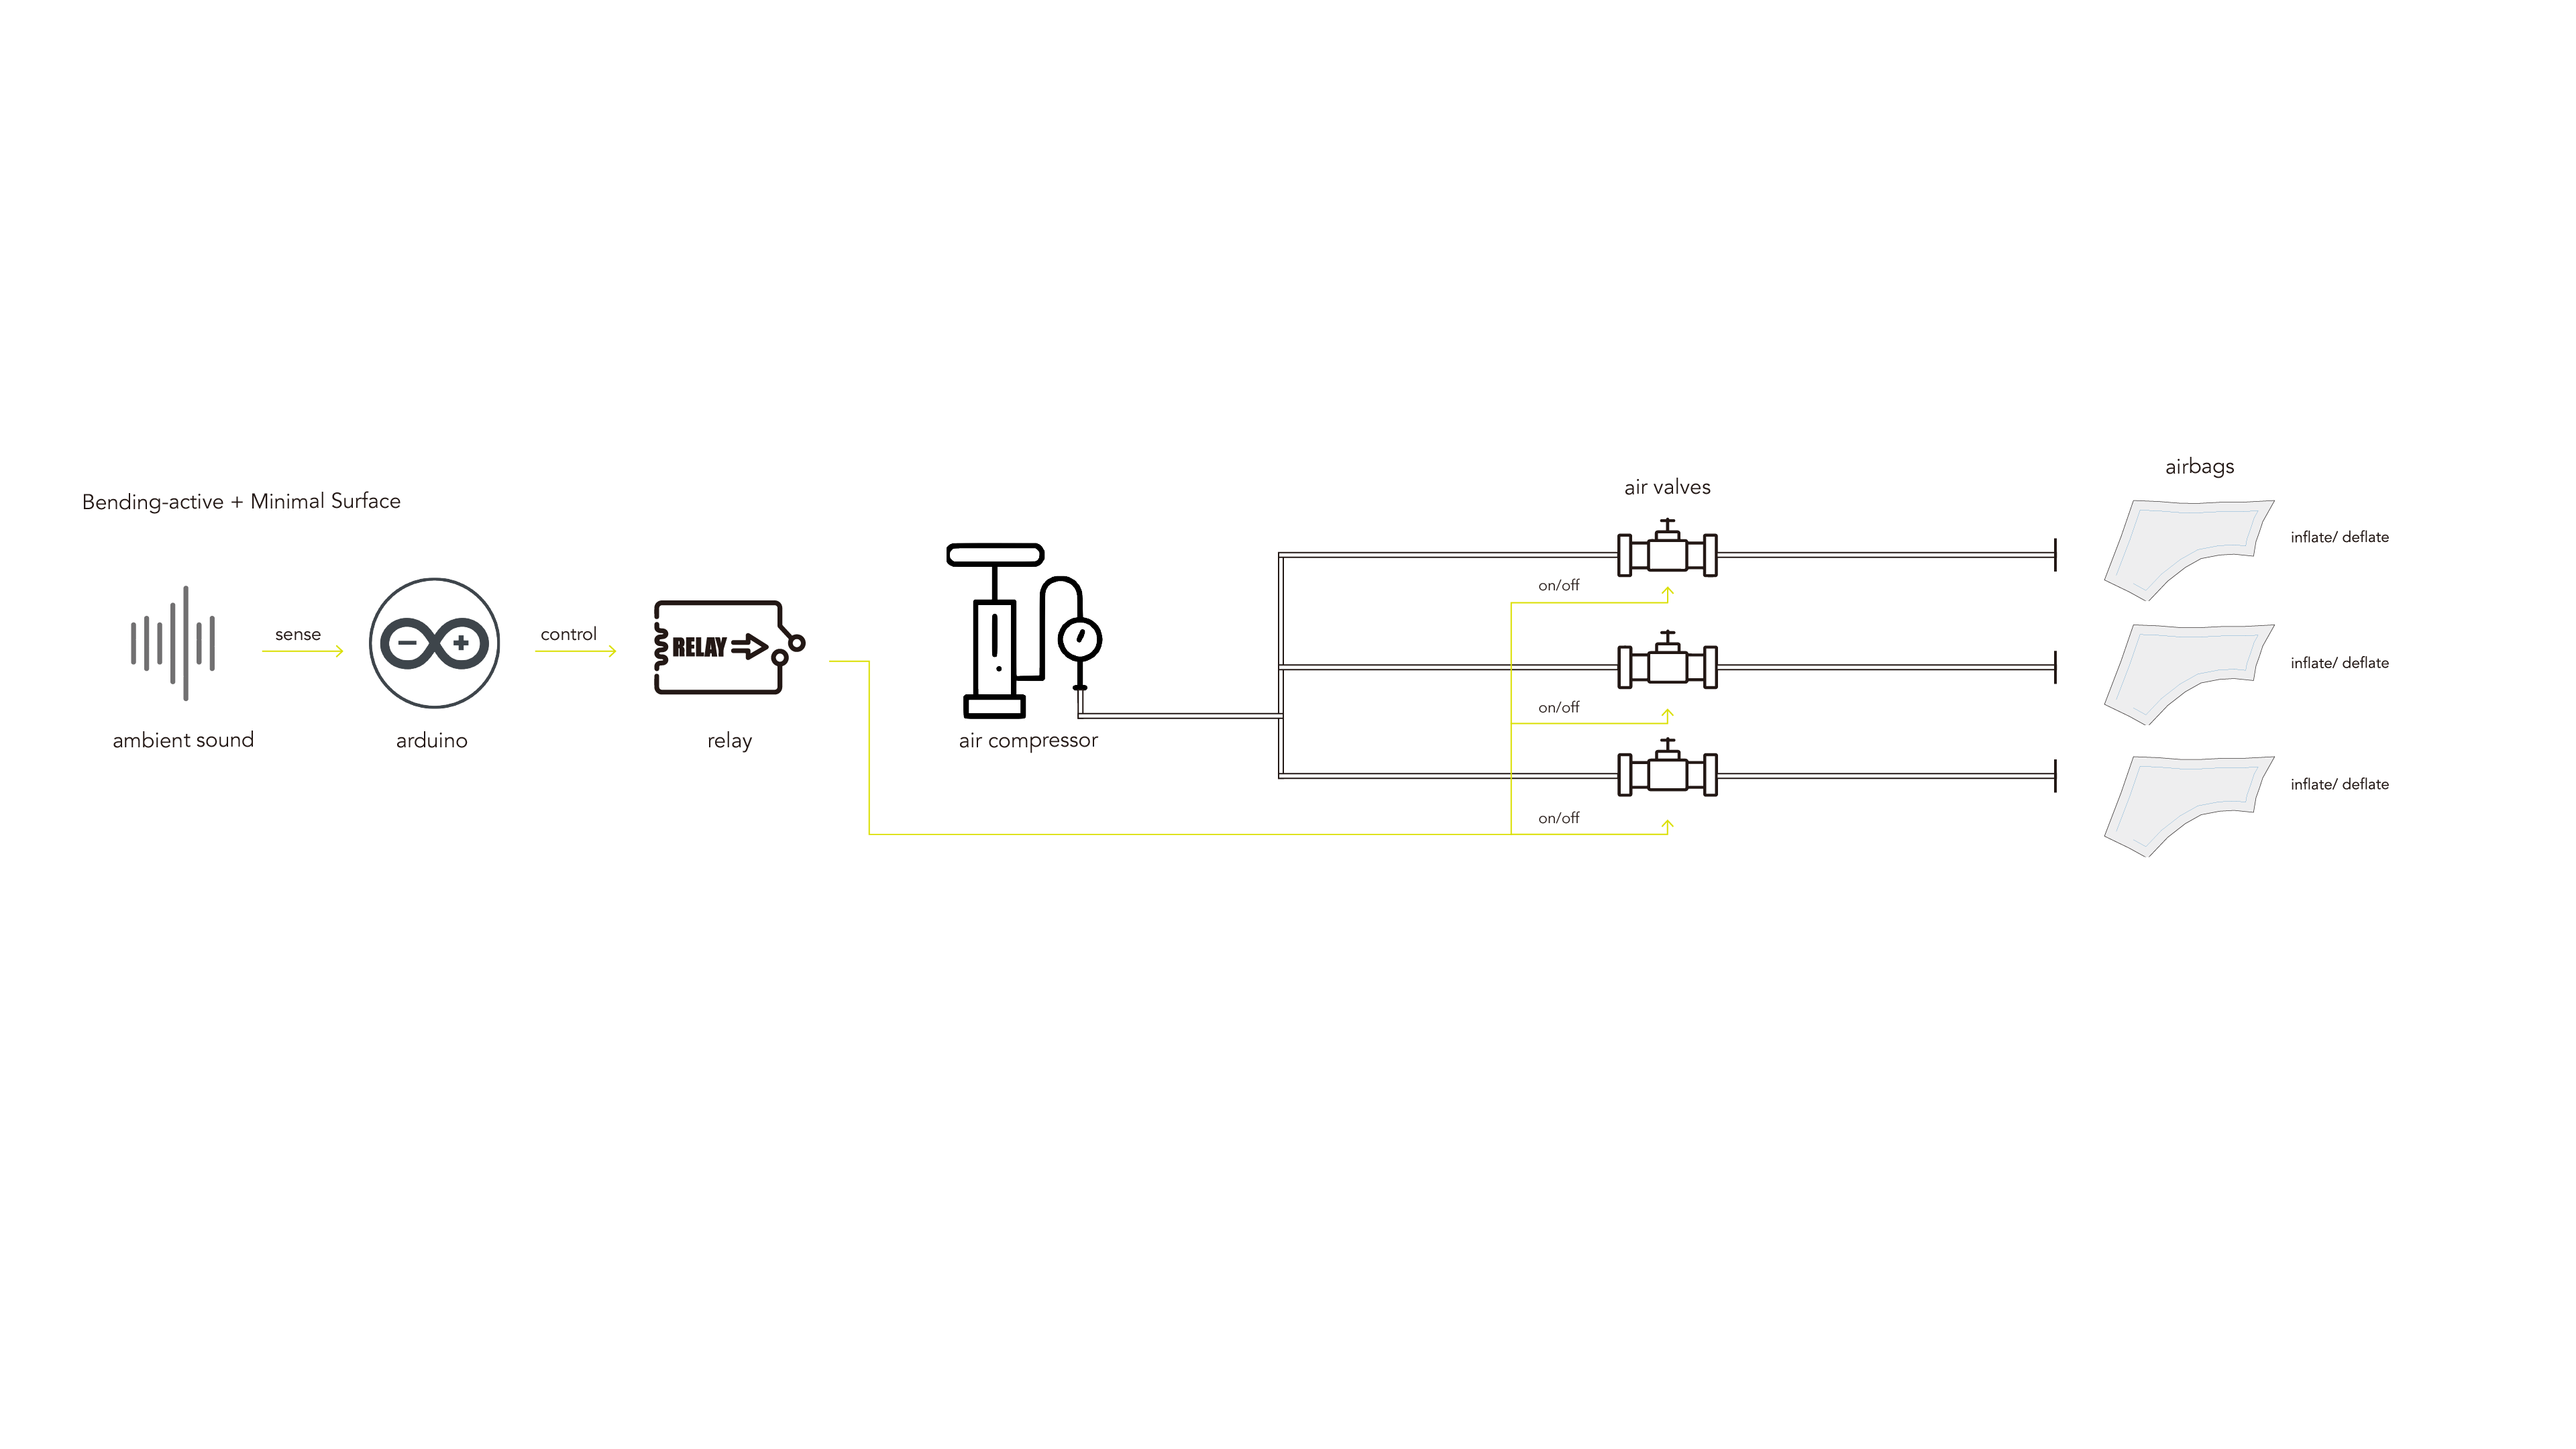 Bending-active + Minimal Surface
sense
control
RELAY
ambient sound
arduino
relay
air compressor
air valves
on/off
on/off
on/off
airbags
inflate/ deflate
inflate/ deflate
inflate/ deflate